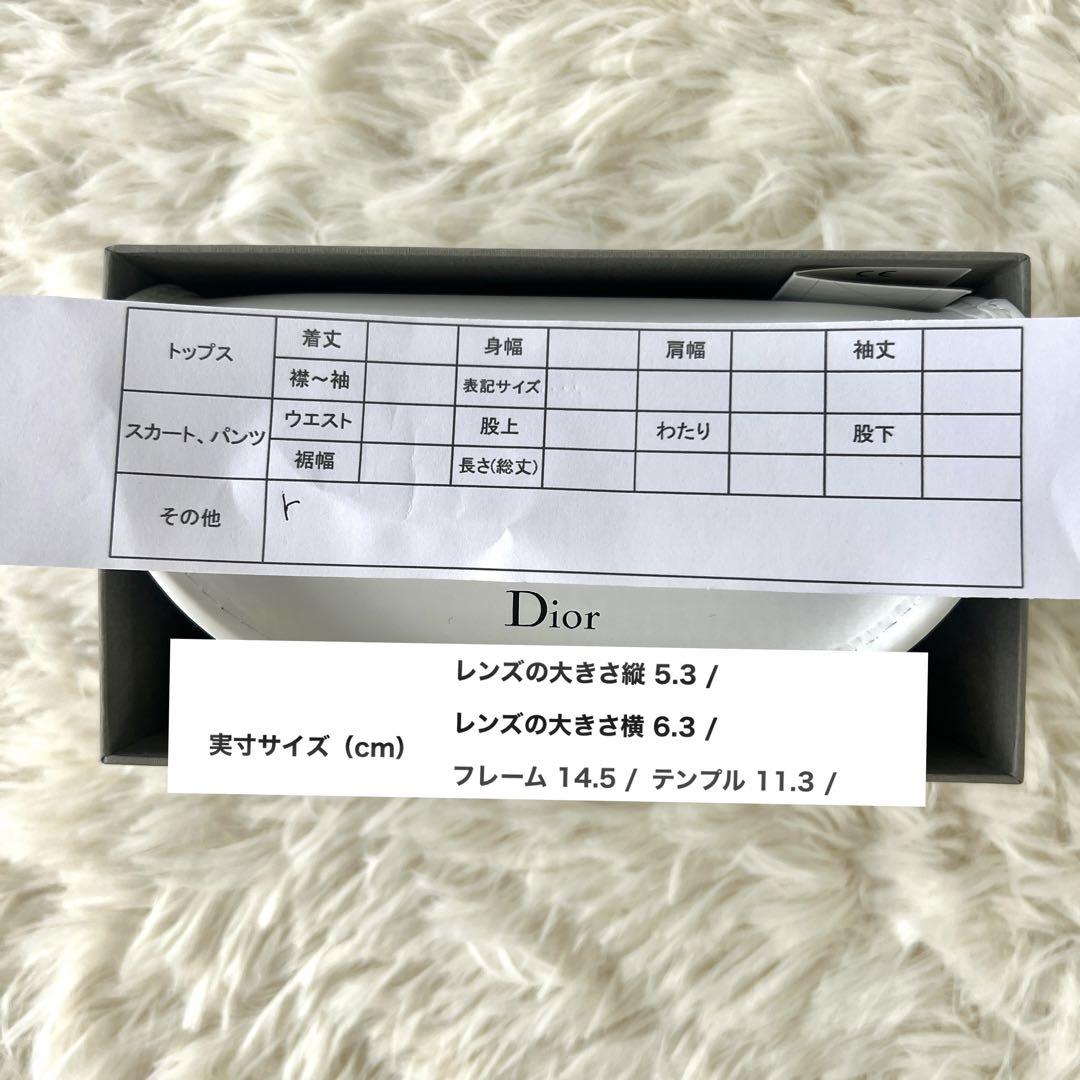 CE
トップス 着丈 身幅 肩幅 袖丈
襟～袖 表記サイズ
スカート、パンツ ウエスト 股上 わたり 股下
裾幅 長さ(総丈)
その他 r
Dior
レンズの大きさ縦 5.3 /
レンズの大きさ横 6.3 /
実寸サイズ（cm）
フレーム 14.5 / テンプル 11.3 /